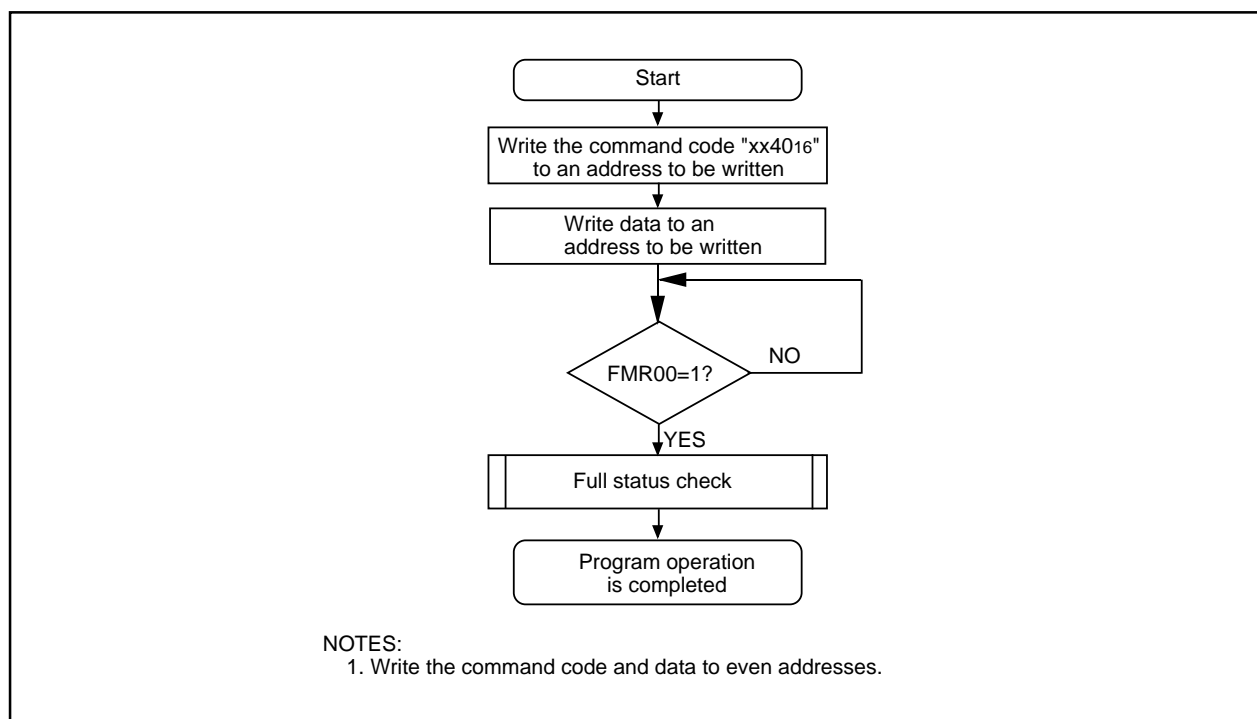 Start
Write the command code "xx4016"
to an address to be written
Write data to an
address to be written
FMR00=1?
NO
YES
Full status check
Program operation
is completed
NOTES:
1. Write the command code and data to even addresses.